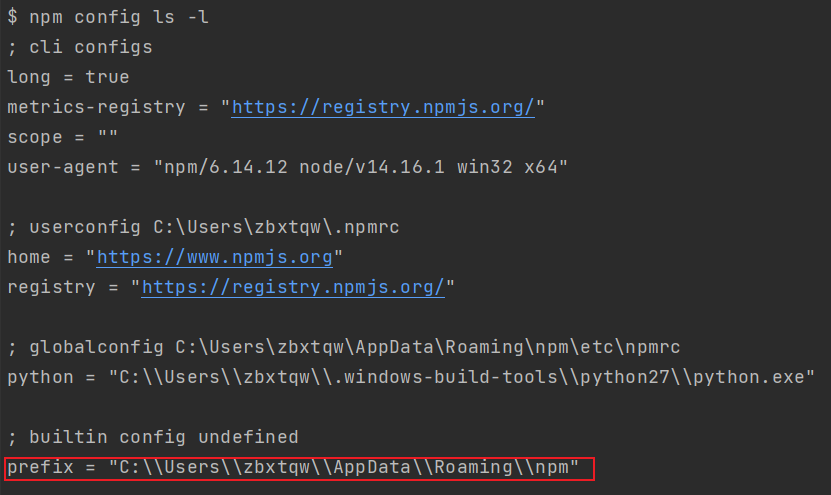 $ npm config ls -l
; cli configs
long = true
metrics-registry = "https://registry.npmjs.org/"
scope = ""
user-agent = "npm/6.14.12 node/v14.16.1 win32 x64"
; userconfig C:\Users\zbxtqw\.npmrc
home = "https://www.npmjs.org"
registry = "https://registry.npmjs.org/"
; globalconfig C:\Users\zbxtqw\AppData\Roaming\npm\etc\npmrc
python = "C:\\Users\\zbxtqw\\.windows-build-tools\\python27\\python.exe"
; builtin config undefined
prefix = "C:\\Users\\zbxtqw\\AppData\\Roaming\\npm"